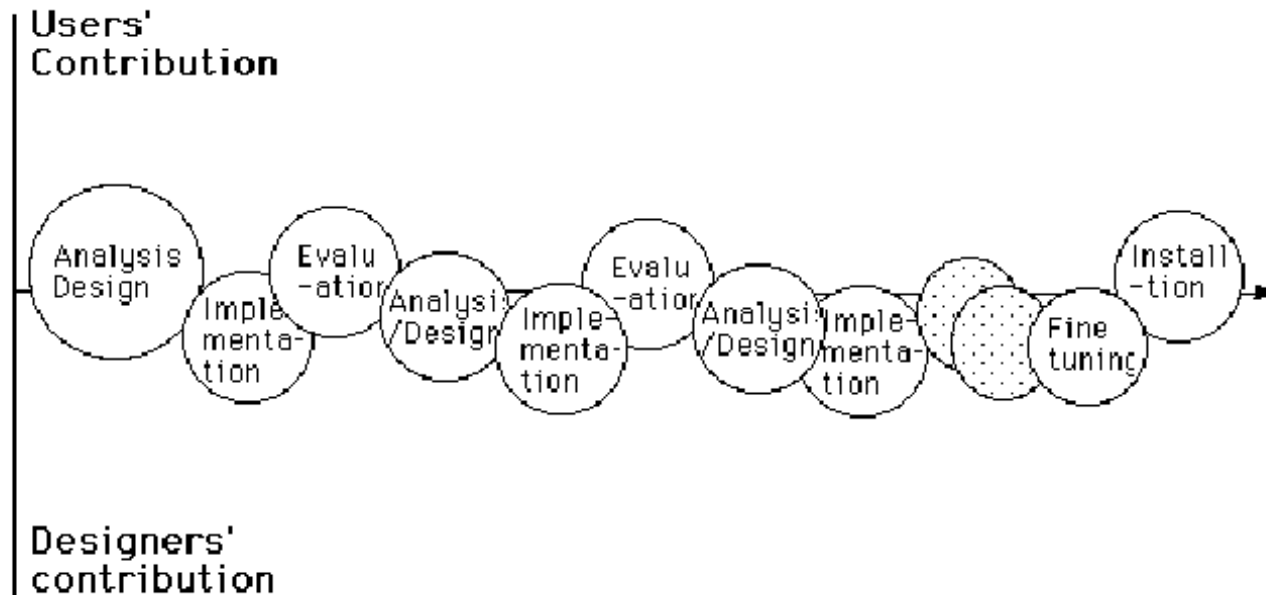 Users'
Contribution
Analysis
Design
Imple-
menta-
tion
Evalu
-ation
Analysis
/Design
Imple-
menta-
tion
Evalu
-ation
Analysis
/Design
Imple-
menta-
tion
Fine
tuning
Install
-tion
Designers'
contribution